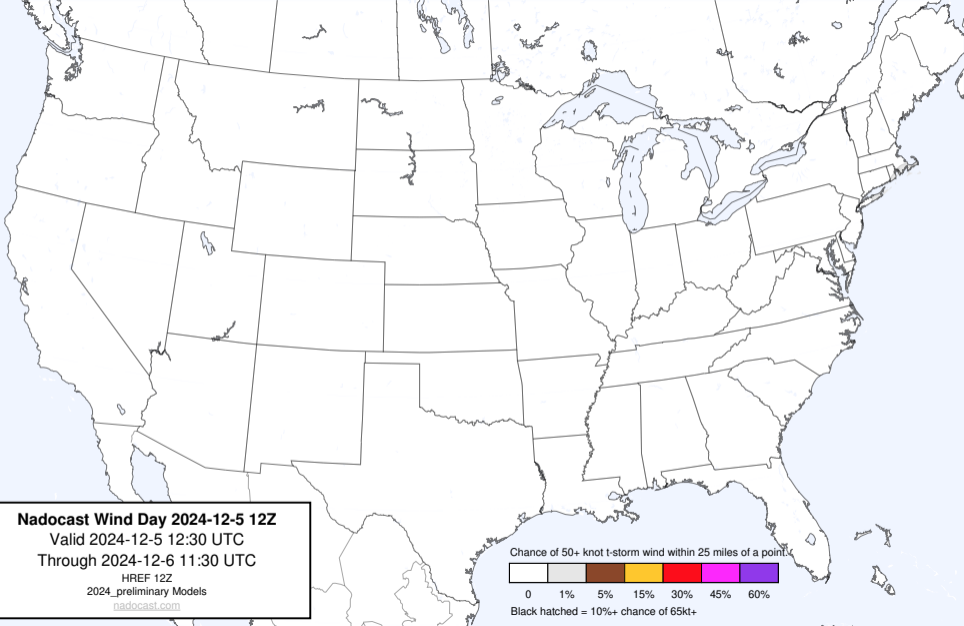 Nadocast Wind Day 2024-12-5 12Z
Valid 2024-12-5 12:30 UTC
Through 2024-12-6 11:30 UTC
HREF 12Z
2024_preliminary Models
nadocast.com
Chance of 50+ knot t-storm wind within 25 miles of a point.
0 1% 5% 15% 30% 45% 60%
Black hatched = 10%+ chance of 65kt+